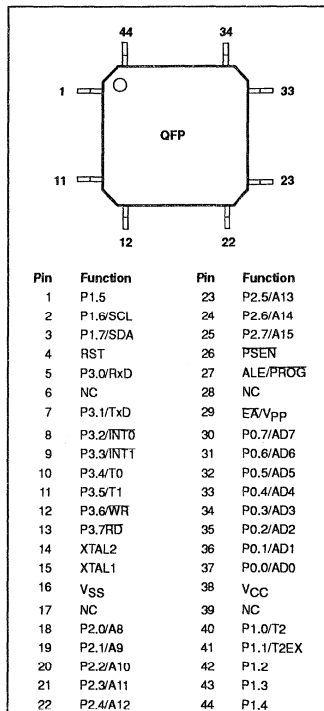 44 34
1 33
QFP
11 23
12 22
Pin Function Pin Function
1 P1.5 23 P2.5/A13
2 P1.6/SCL 24 P2.6/A14
3 P1.7/SDA 25 P2.7/A15
4 RST 26 P̅S̅E̅N̅
5 P3.0/RxD 27 ALE/P̅R̅O̅G̅
6 NC 28 NC
7 P3.1/TxD 29 E̅A̅/VPP
8 P3.2/I̅N̅T̅0̅ 30 P0.7/AD7
9 P3.3/I̅N̅T̅1̅ 31 P0.6/AD6
10 P3.4/T0 32 P0.5/AD5
11 P3.5/T1 33 P0.4/AD4
12 P3.6/W̅R̅ 34 P0.3/AD3
13 P3.7R̅D̅ 35 P0.2/AD2
14 XTAL2 36 P0.1/AD1
15 XTAL1 37 P0.0/AD0
16 VSS 38 VCC
17 NC 39 NC
18 P2.0/A8 40 P1.0/T2
19 P2.1/A9 41 P1.1/T2EX
20 P2.2/A10 42 P1.2
21 P2.3/A11 43 P1.3
22 P2.4/A12 44 P1.4